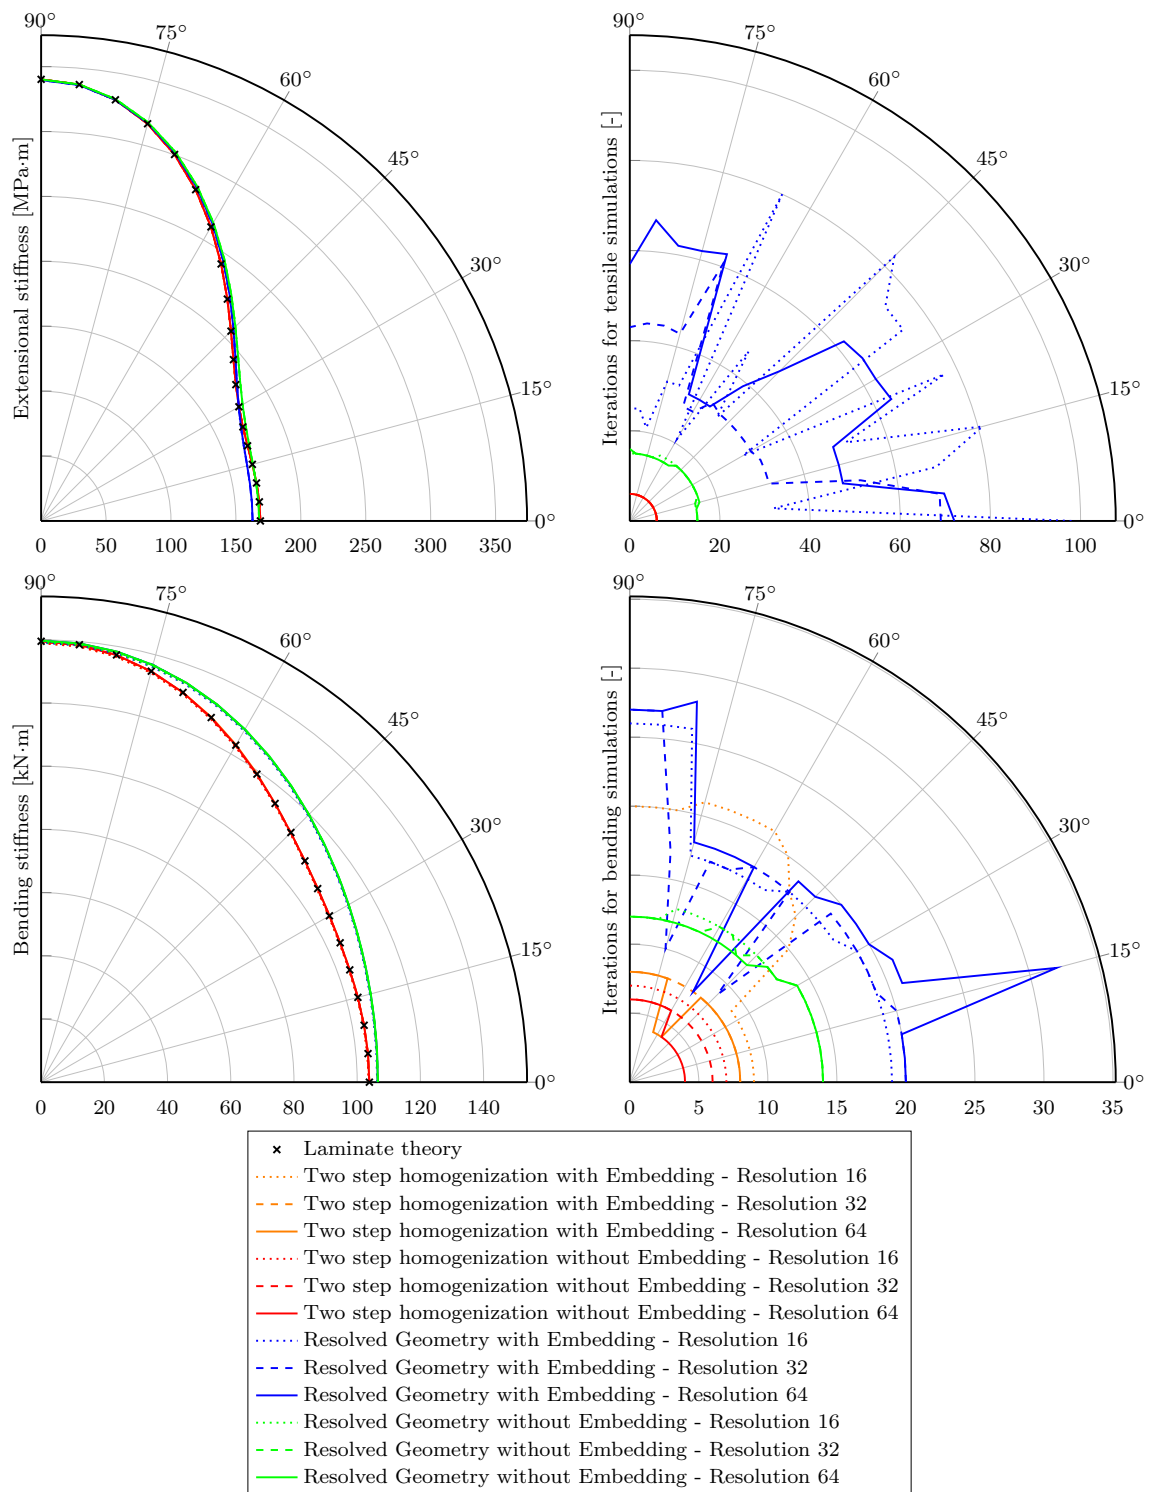 90°
75°
60°
45°
30°
15°
0°
Extensional stiffness [MPa·m]
0 50 100 150 200 250 300 350
90°
75°
60°
45°
30°
15°
0°
Iterations for tensile simulations [-]
0 20 40 60 80 100
90°
75°
60°
45°
30°
15°
0°
Bending stiffness [kN·m]
0 20 40 60 80 100 120 140
90°
75°
60°
45°
30°
15°
0°
Iterations for bending simulations [-]
0 5 10 15 20 25 30 35
Laminate theory
Two step homogenization with Embedding - Resolution 16
Two step homogenization with Embedding - Resolution 32
Two step homogenization with Embedding - Resolution 64
Two step homogenization without Embedding - Resolution 16
Two step homogenization without Embedding - Resolution 32
Two step homogenization without Embedding - Resolution 64
Resolved Geometry with Embedding - Resolution 16
Resolved Geometry with Embedding - Resolution 32
Resolved Geometry with Embedding - Resolution 64
Resolved Geometry without Embedding - Resolution 16
Resolved Geometry without Embedding - Resolution 32
Resolved Geometry without Embedding - Resolution 64